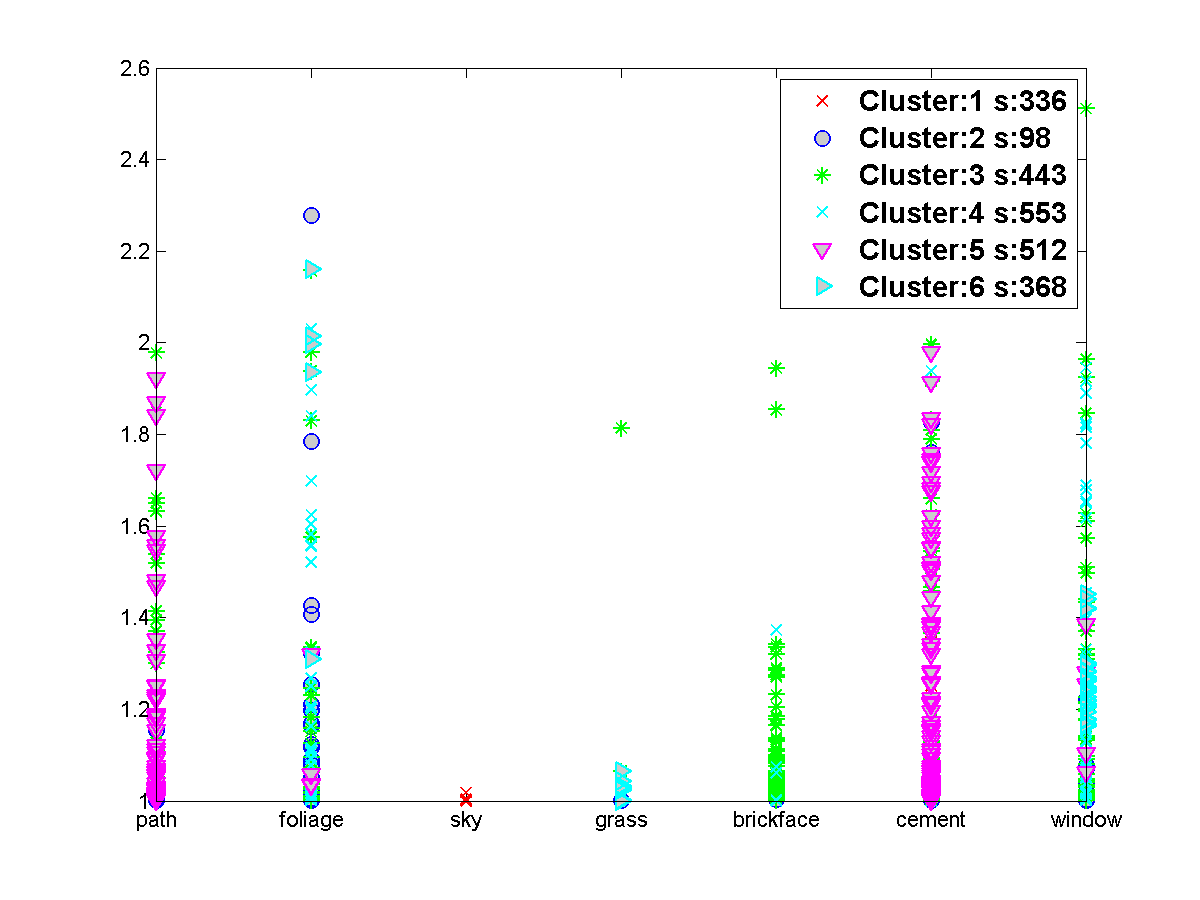 2.6
2.4
2.2
2
1.8
1.6
1.4
1.2
1
path foliage sky grass brickface cement window
Cluster:1 s:336
Cluster:2 s:98
Cluster:3 s:443
Cluster:4 s:553
Cluster:5 s:512
Cluster:6 s:368